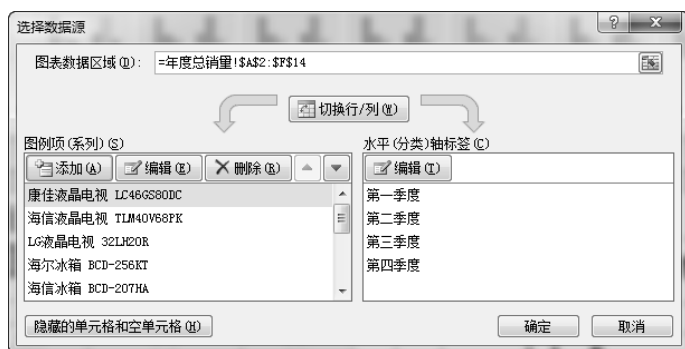 选择数据源
图表数据区域(D): =年度总销量!$A$2:$F$14
切换行/列(W)
图例项(系列)(S)
水平(分类)轴标签(C)
添加(A) 编辑(E) 删除(R)
编辑(T)
康佳液晶电视 LC46GS80DC
海信液晶电视 TLM40V68PK
LG液晶电视 32LH20R
海尔冰箱 BCD-256KT
海信冰箱 BCD-207HA
第一季度
第二季度
第三季度
第四季度
隐藏的单元格和空单元格(H)
确定 取消